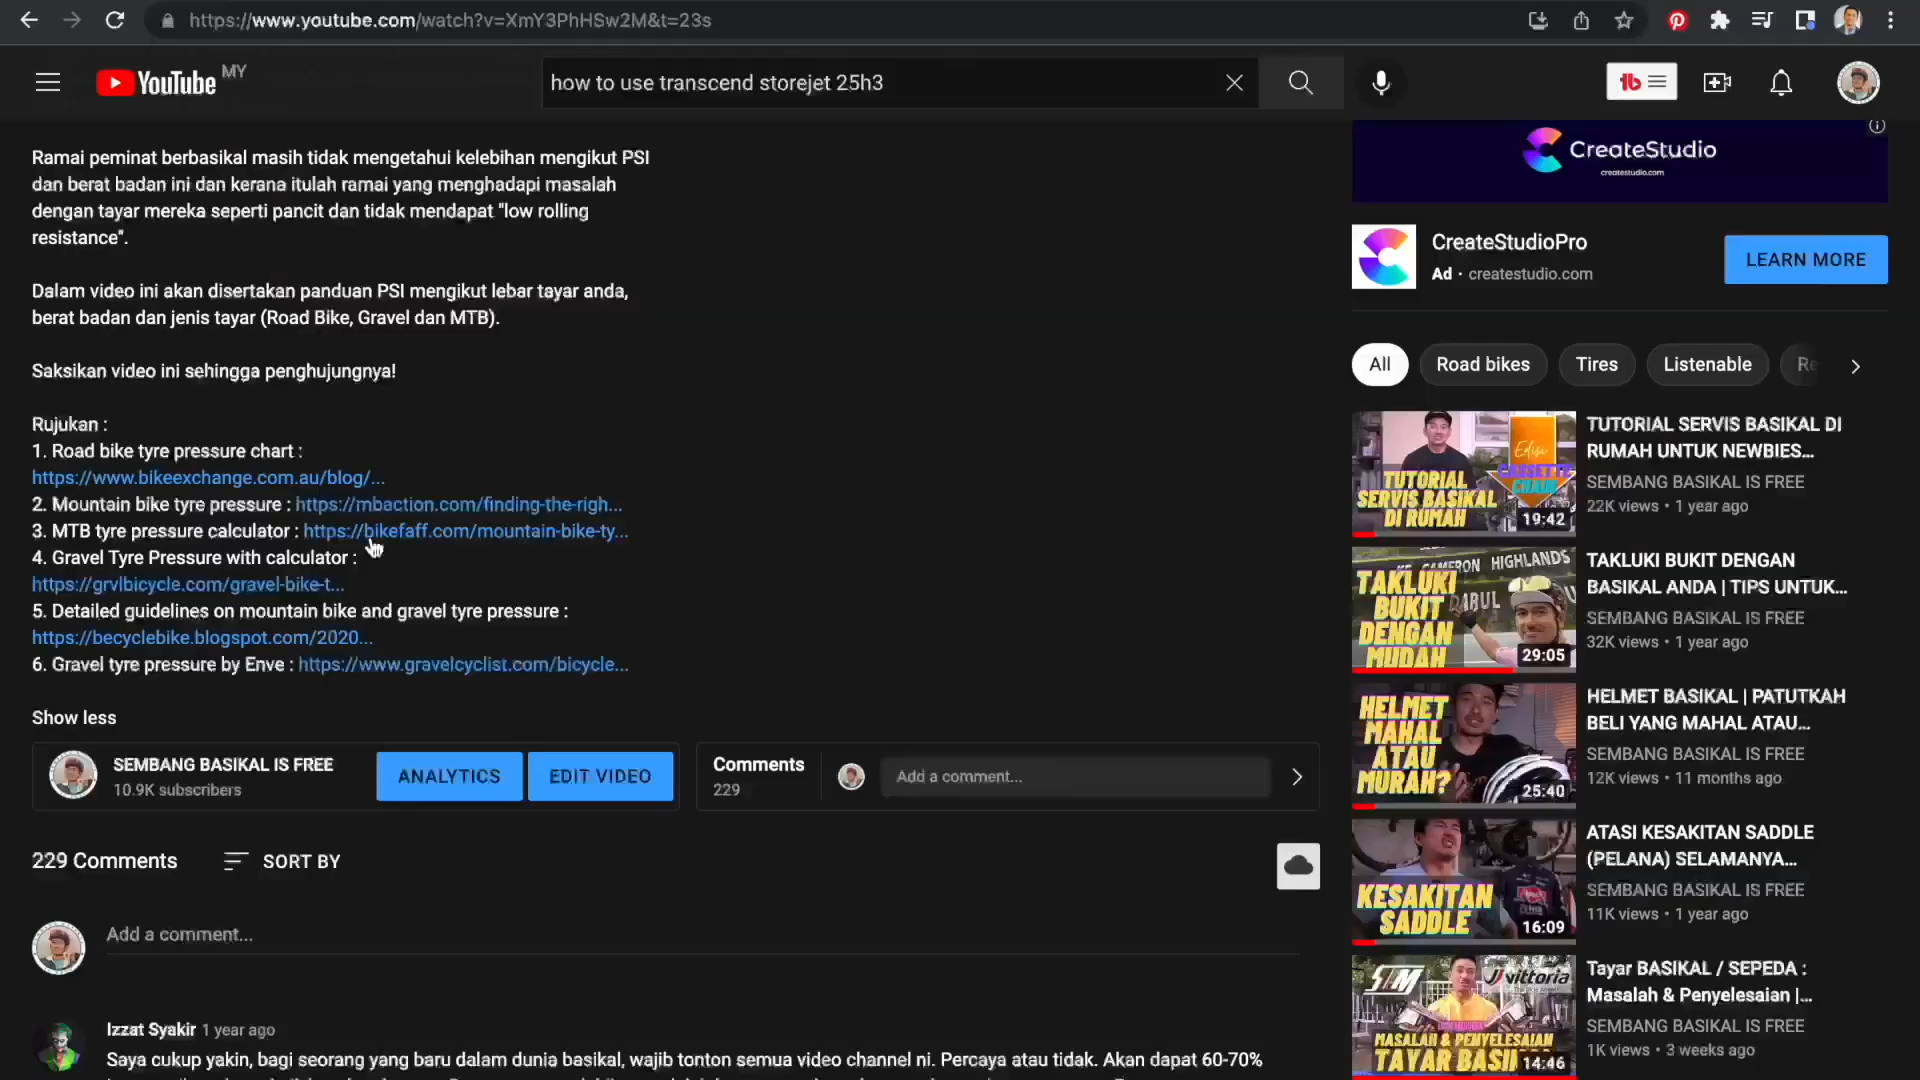 https://www.youtube.com/watch?v=XmY3PhHSw2M&t=23s
YouTube MY
how to use transcend storejet 25h3
Ramai peminat berbasikal masih tidak mengetahui kelebihan mengikut PSI
dan berat badan ini dan kerana itulah ramai yang menghadapi masalah
dengan tayar mereka seperti pancit dan tidak mendapat "low rolling
resistance".
Dalam video ini akan disertakan panduan PSI mengikut lebar tayar anda,
berat badan dan jenis tayar (Road Bike, Gravel dan MTB).
Saksikan video ini sehingga penghujungnya!
Rujukan :
1. Road bike tyre pressure chart :
https://www.bikeexchange.com.au/blog/...
2. Mountain bike tyre pressure : https://mbaction.com/finding-the-righ...
3. MTB tyre pressure calculator : https://bikefaff.com/mountain-bike-ty...
4. Gravel Tyre Pressure with calculator :
https://grvlbicycle.com/gravel-bike-t...
5. Detailed guidelines on mountain bike and gravel tyre pressure :
https://becyclebike.blogspot.com/2020...
6. Gravel tyre pressure by Enve : https://www.gravelcyclist.com/bicycle...
Show less
SEMBANG BASIKAL IS FREE
10.9K subscribers
ANALYTICS
EDIT VIDEO
Comments
229
Add a comment...
229 Comments
SORT BY
Add a comment...
Izzat Syakir 1 year ago
Saya cukup yakin, bagi seorang yang baru dalam dunia basikal, wajib tonton semua video channel ni. Percaya atau tidak. Akan dapat 60-70%
CreateStudio
createstudio.com
CreateStudioPro
Ad • createstudio.com
LEARN MORE
All
Road bikes
Tires
Listenable
Re
TUTORIAL
SERVIS BASIKAL
DI RUMAH
Edisi
CASSETTE
CHAIN
19:42
TUTORIAL SERVIS BASIKAL DI
RUMAH UNTUK NEWBIES...
SEMBANG BASIKAL IS FREE
22K views • 1 year ago
CAMERON HIGHLANDS
TAKLUKI
BUKIT
DENGAN
MUDAH
29:05
TAKLUKI BUKIT DENGAN
BASIKAL ANDA | TIPS UNTUK...
SEMBANG BASIKAL IS FREE
32K views • 1 year ago
HELMET
MAHAL
ATAU
MURAH?
25:40
HELMET BASIKAL | PATUTKAH
BELI YANG MAHAL ATAU...
SEMBANG BASIKAL IS FREE
12K views • 11 months ago
KESAKITAN
SADDLE
16:09
ATASI KESAKITAN SADDLE
(PELANA) SELAMANYA...
SEMBANG BASIKAL IS FREE
11K views • 1 year ago
vittoria
MASALAH & PENYELESAIAN
TAYAR BASI
14:46
Tayar BASIKAL / SEPEDA :
Masalah & Penyelesaian |...
SEMBANG BASIKAL IS FREE
1K views • 3 weeks ago